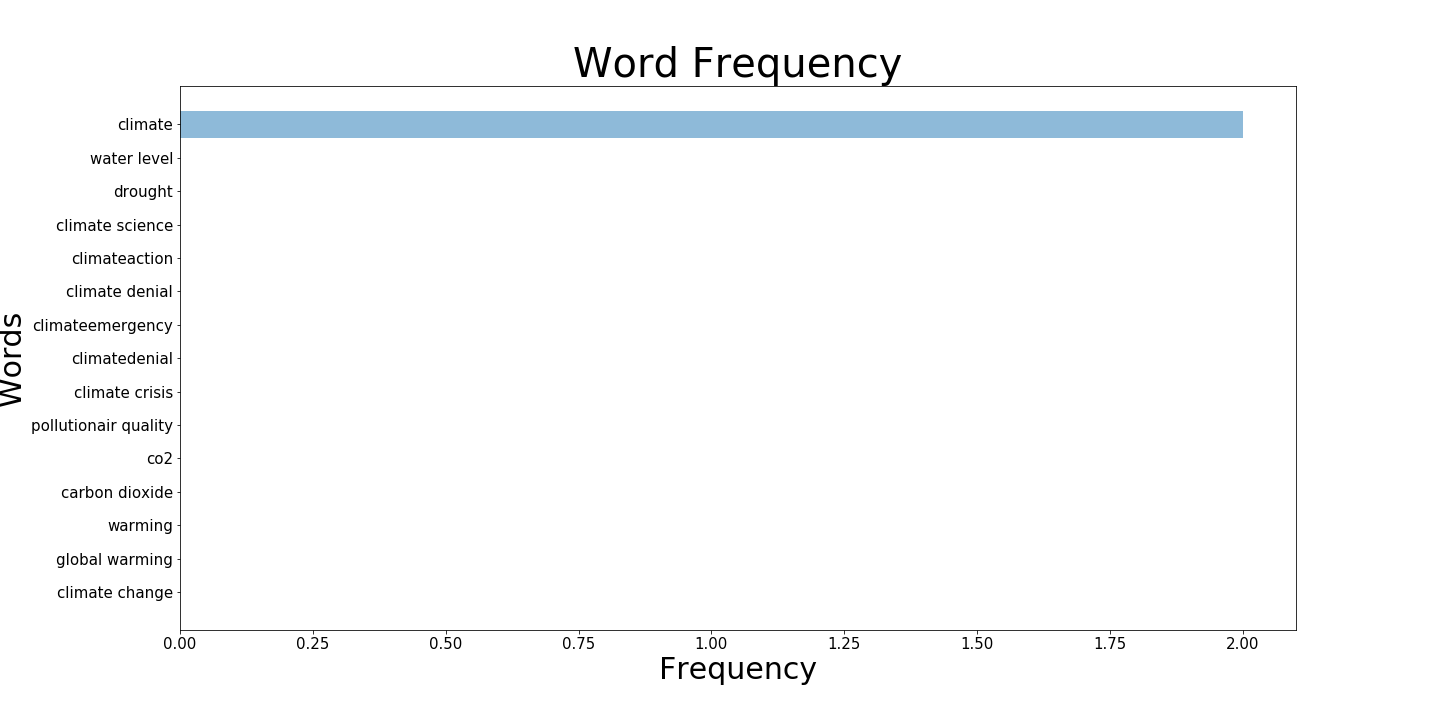 Word Frequency
climate
water level
drought
climate science
climateaction
climate denial
climateemergency
climatedenial
climate crisis
pollutionair quality
co2
carbon dioxide
warming
global warming
climate change
Words
0.00 0.25 0.50 0.75 1.00 1.25 1.50 1.75 2.00
Frequency